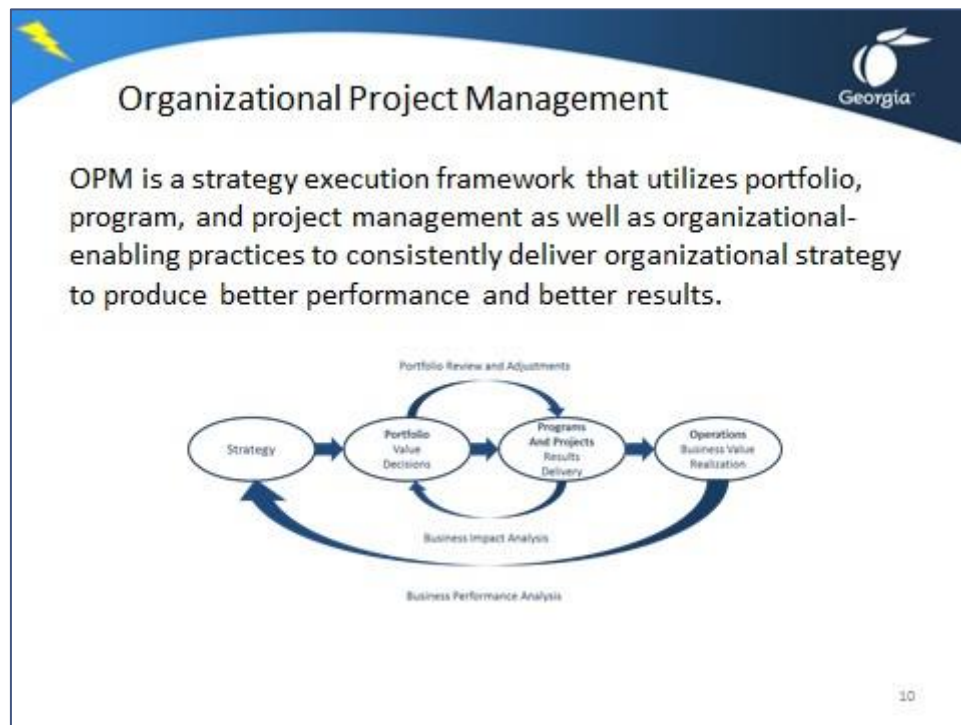 Georgia
Organizational Project Management
OPM is a strategy execution framework that utilizes portfolio,
program, and project management as well as organizational-
enabling practices to consistently deliver organizational strategy
to produce better performance and better results.
Portfolio Review and Adjustments
Strategy
Portfolio
Value
Decisions
Programs
And Projects
Results
Delivery
Operations
Business Value
Realization
Business Impact Analysis
Business Performance Analysis
10